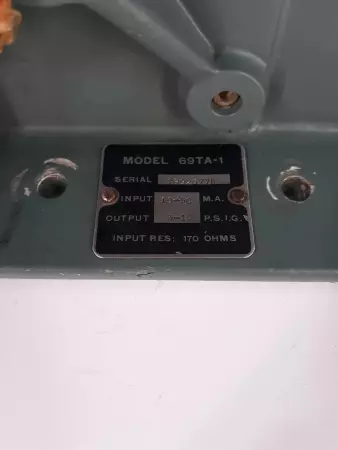 MODEL 69TA-1
SERIAL
INPUT M.A.
OUTPUT P.S.I.G.
INPUT RES: 170 OHMS